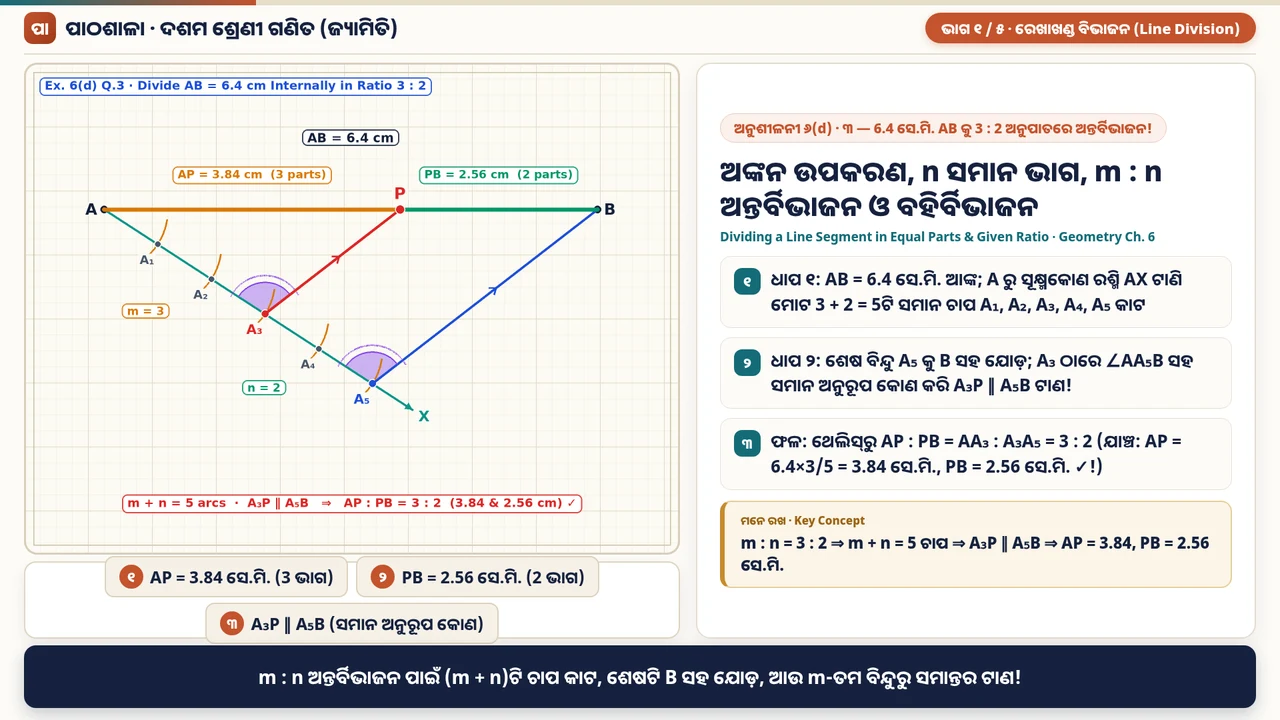 ପା ପାଠଶାଳା · ଦଶମ ଶ୍ରେଣୀ ଗଣିତ (ଜ୍ୟାମିତି)
ଭାଗ ୧ / ୫ · ରେଖାଖଣ୍ଡ ବିଭାଜନ (Line Division)
Ex. 6(d) Q.3 · Divide AB = 6.4 cm Internally in Ratio 3 : 2
AB = 6.4 cm
AP = 3.84 cm (3 parts)
PB = 2.56 cm (2 parts)
P
A
B
A₁
A₂
m = 3
A₃
A₄
n = 2
A₅
X
m + n = 5 arcs · A₃P ∥ A₅B ⇒ AP : PB = 3 : 2 (3.84 & 2.56 cm) ✓
୧ AP = 3.84 ସେ.ମି. (3 ଭାଗ)
୨ PB = 2.56 ସେ.ମି. (2 ଭାଗ)
୩ A₃P ∥ A₅B (ସମାନ ଅନୁରୂପ କୋଣ)
ଅନୁଶୀଳନୀ ୬(d) · ୩ — 6.4 ସେ.ମି. AB କୁ 3 : 2 ଅନୁପାତରେ ଅନ୍ତର୍ବିଭାଜନ!
ଅଙ୍କନ ଉପକରଣ, n ସମାନ ଭାଗ, m : n
ଅନ୍ତର୍ବିଭାଜନ ଓ ବହିର୍ବିଭାଜନ
Dividing a Line Segment in Equal Parts & Given Ratio · Geometry Ch. 6
୧ ଧାପ ୧: AB = 6.4 ସେ.ମି. ଆଙ୍କ; A ରୁ ସୂକ୍ଷ୍ମକୋଣ ରଶ୍ମି AX ଟାଣି
ମୋଟ 3 + 2 = 5ଟି ସମାନ ଚାପ A₁, A₂, A₃, A₄, A₅ କାଟ
୨ ଧାପ ୨: ଶେଷ ବିନ୍ଦୁ A₅ କୁ B ସହ ଯୋଡ଼; A₃ ଠାରେ ∠AA₅B ସହ
ସମାନ ଅନୁରୂପ କୋଣ କରି A₃P ∥ A₅B ଟାଣ!
୩ ଫଳ: ଥେଲିସ୍‌ରୁ AP : PB = AA₃ : A₃A₅ = 3 : 2 (ଯାଞ୍ଚ: AP =
6.4×3/5 = 3.84 ସେ.ମି., PB = 2.56 ସେ.ମି. ✓!)
ମନେ ରଖ · Key Concept
m : n = 3 : 2 ⇒ m + n = 5 ଚାପ ⇒ A₃P ∥ A₅B ⇒ AP = 3.84, PB = 2.56
ସେ.ମି.
m : n ଅନ୍ତର୍ବିଭାଜନ ପାଇଁ (m + n)ଟି ଚାପ କାଟ, ଶେଷଟି B ସହ ଯୋଡ଼, ଆଉ m-ତମ ବିନ୍ଦୁରୁ ସମାନ୍ତର ଟାଣ!